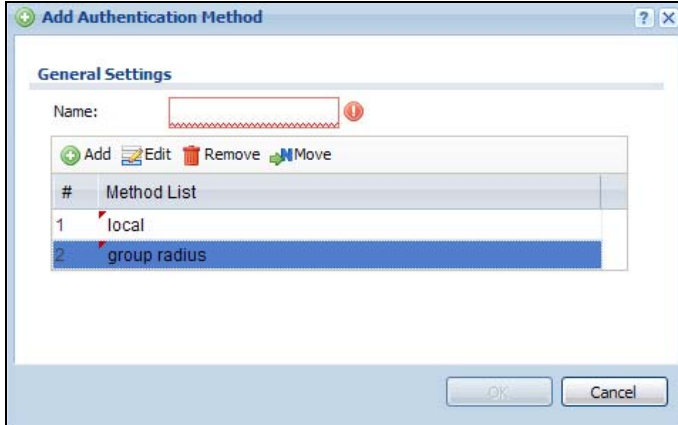 Add Authentication Method ? X
General Settings
Name: !
Add Edit Remove N Move
# Method List
1 local
2 group radius
OK Cancel